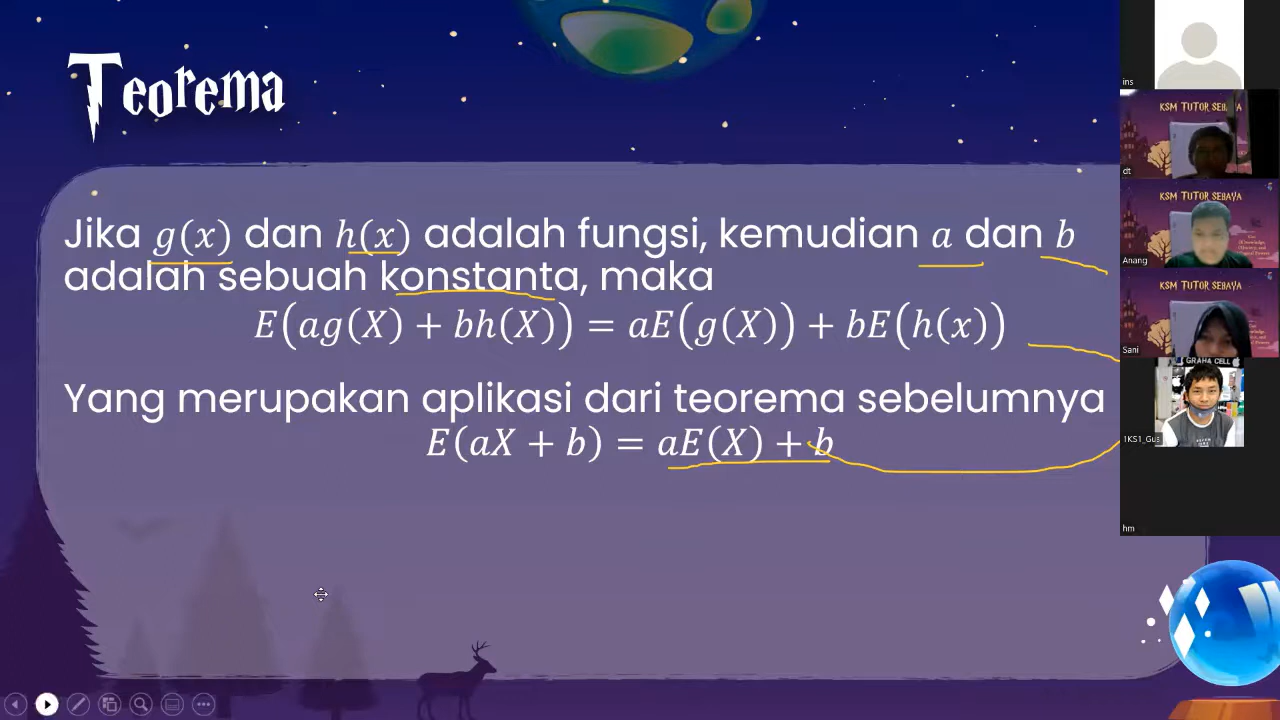 Teorema
Jika g(x) dan h(x) adalah fungsi, kemudian a dan b
adalah sebuah konstanta, maka
E(ag(X) + bh(X)) = aE(g(X)) + bE(h(x))
Yang merupakan aplikasi dari teorema sebelumnya
E(aX + b) = aE(X) + b
ins
KSM TUTOR SEBAYA
dt
KSM TUTOR SEBAYA
Anang
KSM TUTOR SEBAYA
Sani
GRAHA CELL
1KS1_Gus
hm